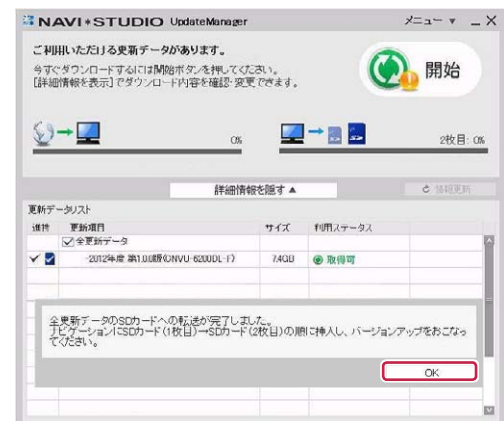 NAVI*STUDIO UpdateManager
メニュー ▼ _ X
ご利用いただける更新データがあります。
今すぐダウンロードするには開始ボタンを押してください。
[詳細情報を表示]でダウンロード内容を確認・変更できます。
開始
0%
2枚目: 0%
詳細情報を隠す ▲
情報更新
更新データリスト
進捗 更新項目 サイズ 利用ステータス
全更新データ
-2012年度 第1.0.0版(CNVU-6200DL-F) 7.4GB 取得可
全更新データのSDカードへの転送が完了しました。
ナビゲーションにSDカード(1枚目)→SDカード(2枚目)の順に挿入し、バージョンアップをおこなっ
てください。
OK